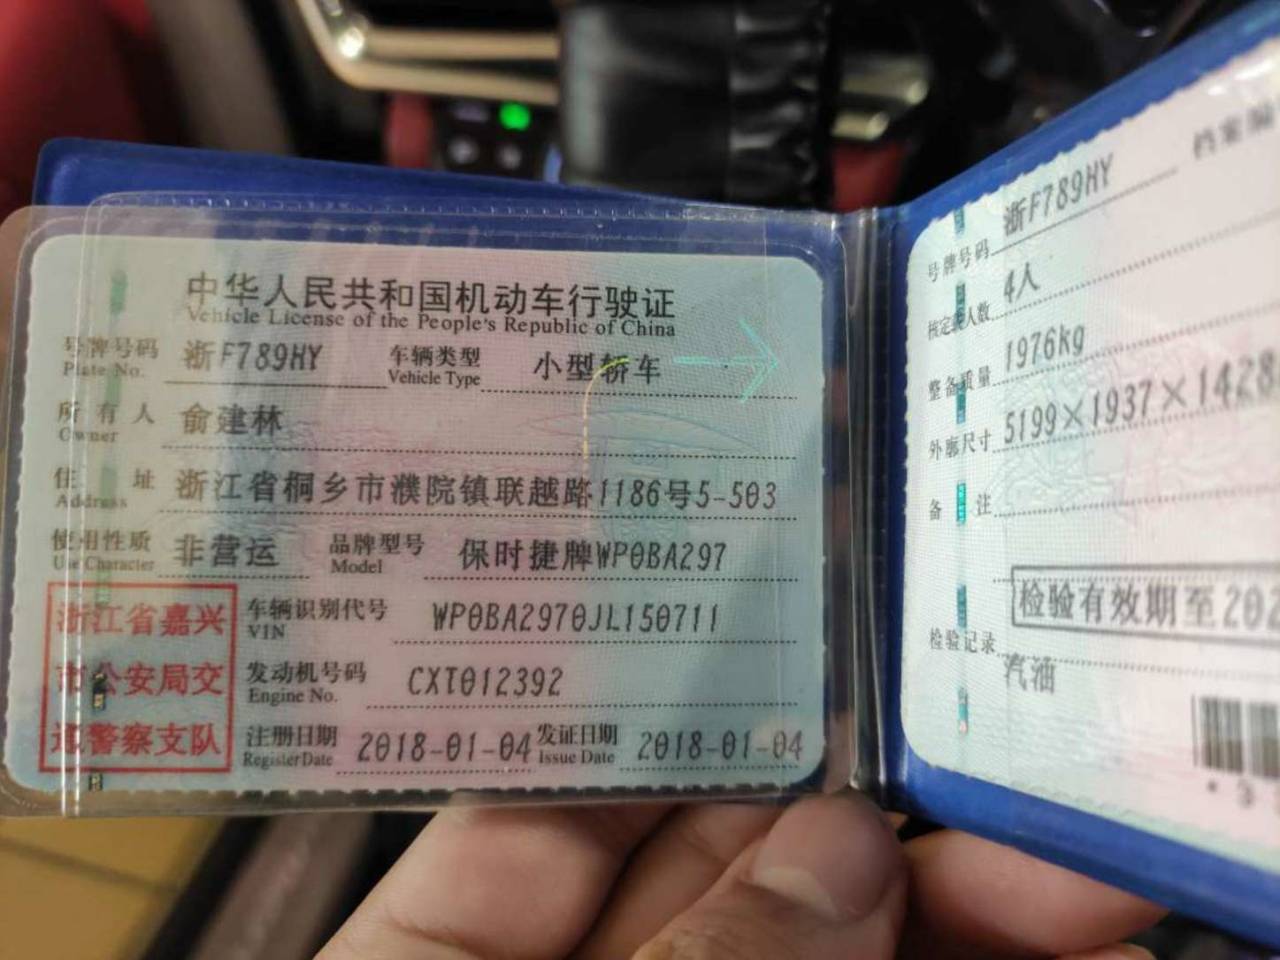 中华人民共和国机动车行驶证
Vehicle License of the People's Republic of China
号牌号码 浙F789HY 车辆类型 小型轿车
Plate No. Vehicle Type
所有人 俞建林
Owner
住址 浙江省桐乡市濮院镇联越路1186号5-503
Address
使用性质 非营运 品牌型号 保时捷牌WP0BA297
Use Character Model
浙江省嘉兴
市公安局交
通警察支队
车辆识别代号 WP0BA2970JL150711
VIN
发动机号码 CXT012392
Engine No.
注册日期 2018-01-04 发证日期 2018-01-04
Register Date Issue Date
号牌号码 浙F789HY 档案编
核定载人数 4人
整备质量 1976kg
外廓尺寸 5199×1937×1428
备注
检验有效期至202
检验记录
汽油